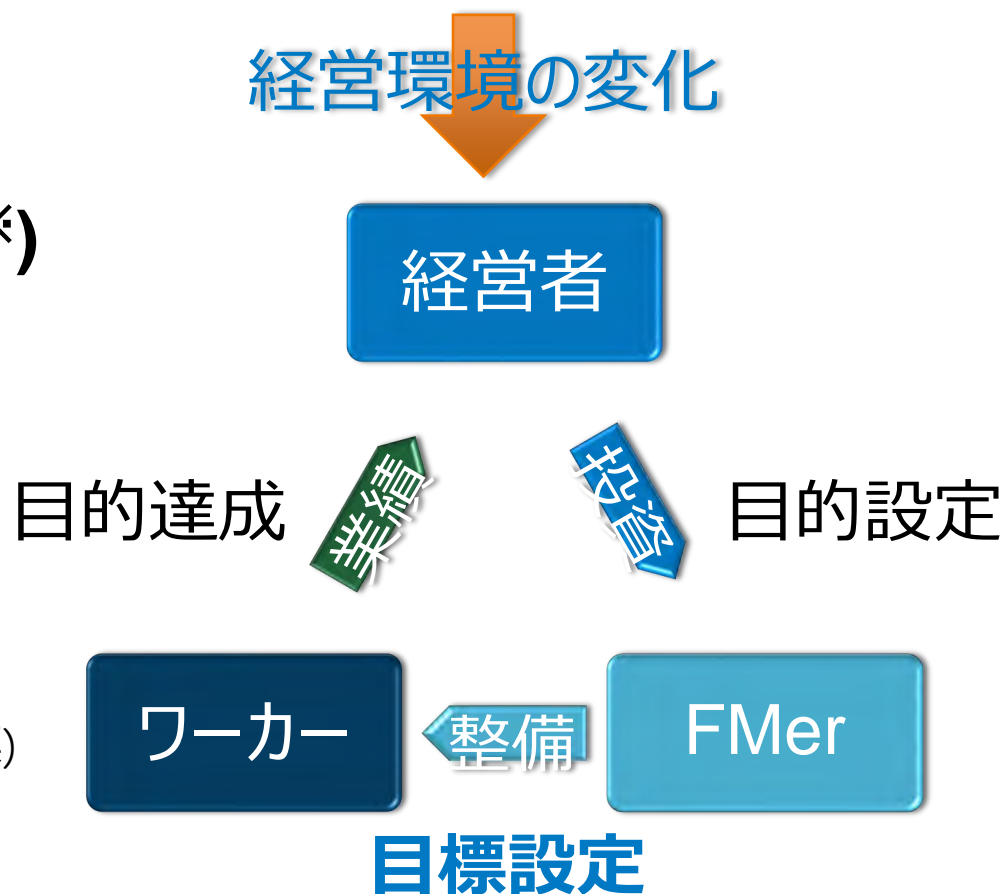 経営環境の変化
※)
経営者
目的達成
業績
投資
目的設定
ワーカー
整備
FMer
)
目標設定